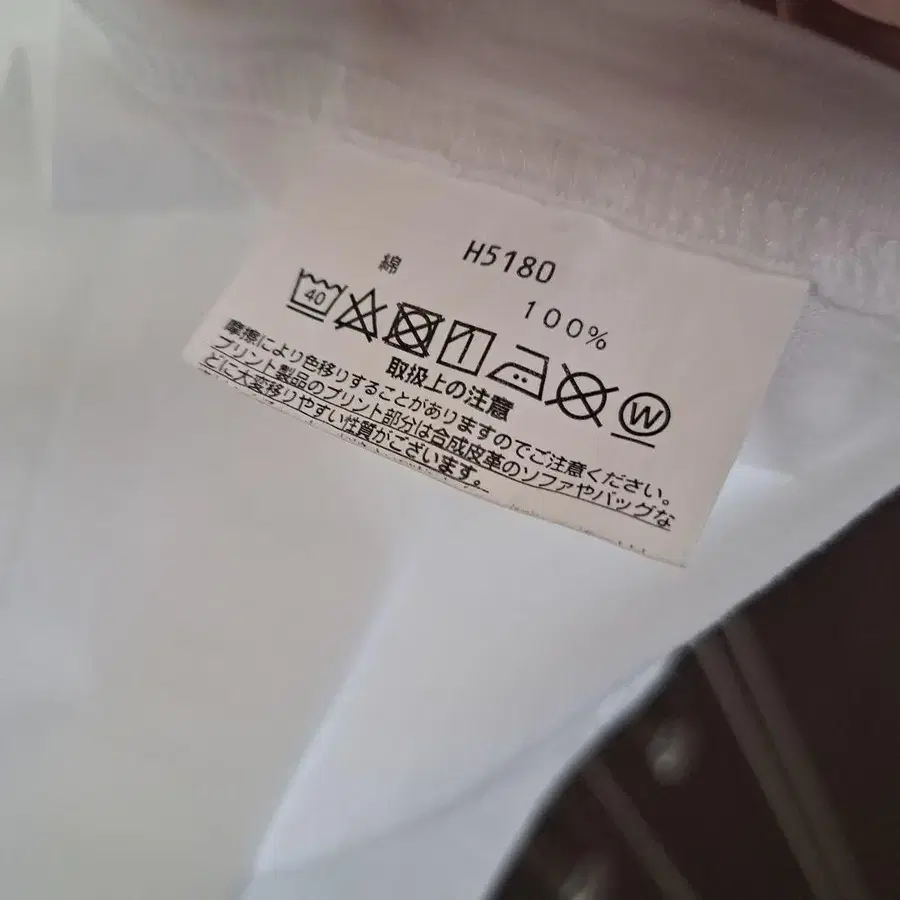 H5180
綿 100%
40
W
取扱上の注意
摩擦により色移りすることがありますのでご注意ください。
プリント製品のプリント部分は合成皮革のソファやバッグな
どに大変移りやすい性質がございます。